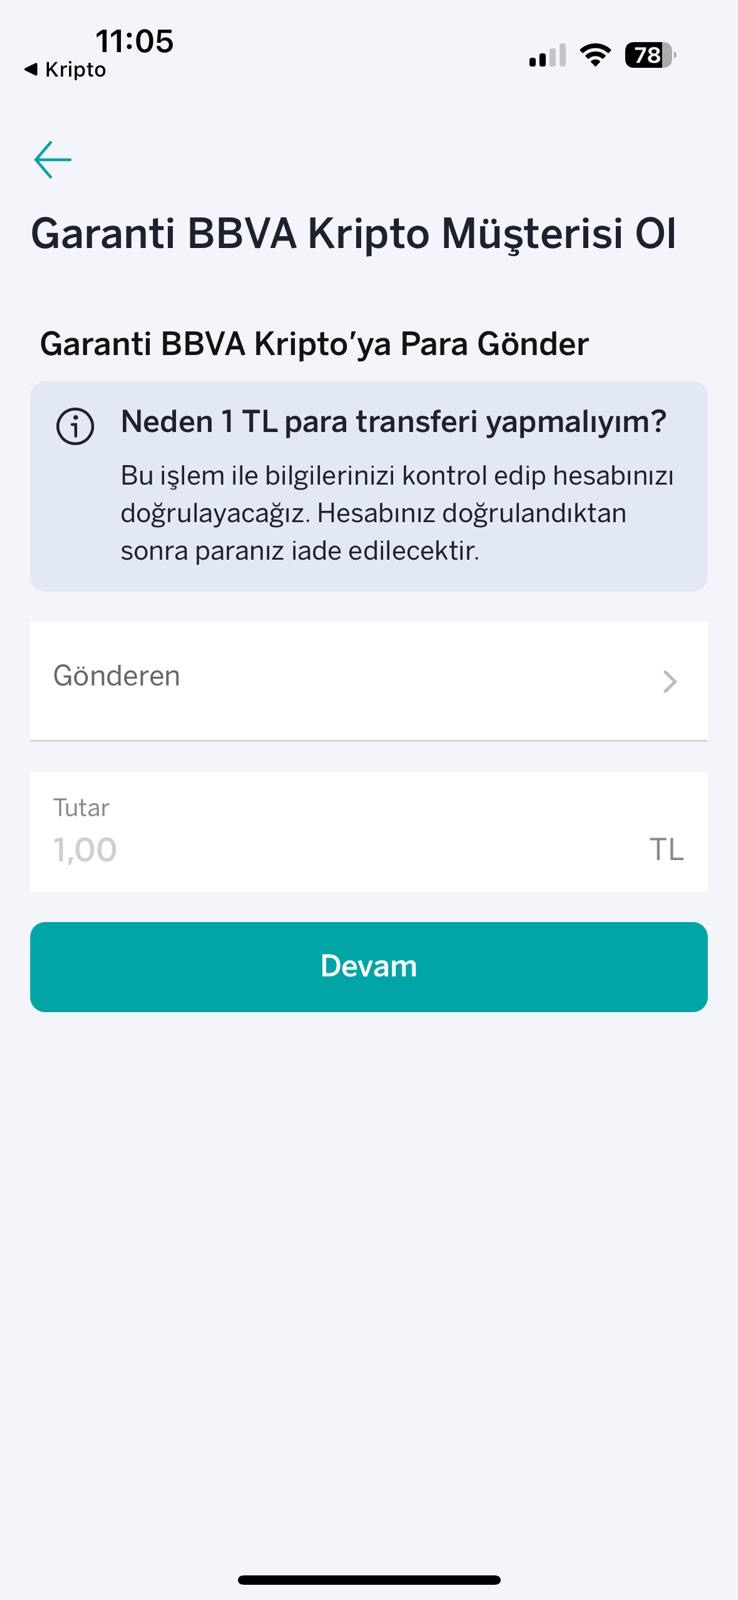 11:05
◀ Kripto
78
Garanti BBVA Kripto Müşterisi Ol
Garanti BBVA Kripto’ya Para Gönder
Neden 1 TL para transferi yapmalıyım?
Bu işlem ile bilgilerinizi kontrol edip hesabınızı
doğrulayacağız. Hesabınız doğrulandıktan
sonra paranız iade edilecektir.
Gönderen
Tutar
1,00 TL
Devam